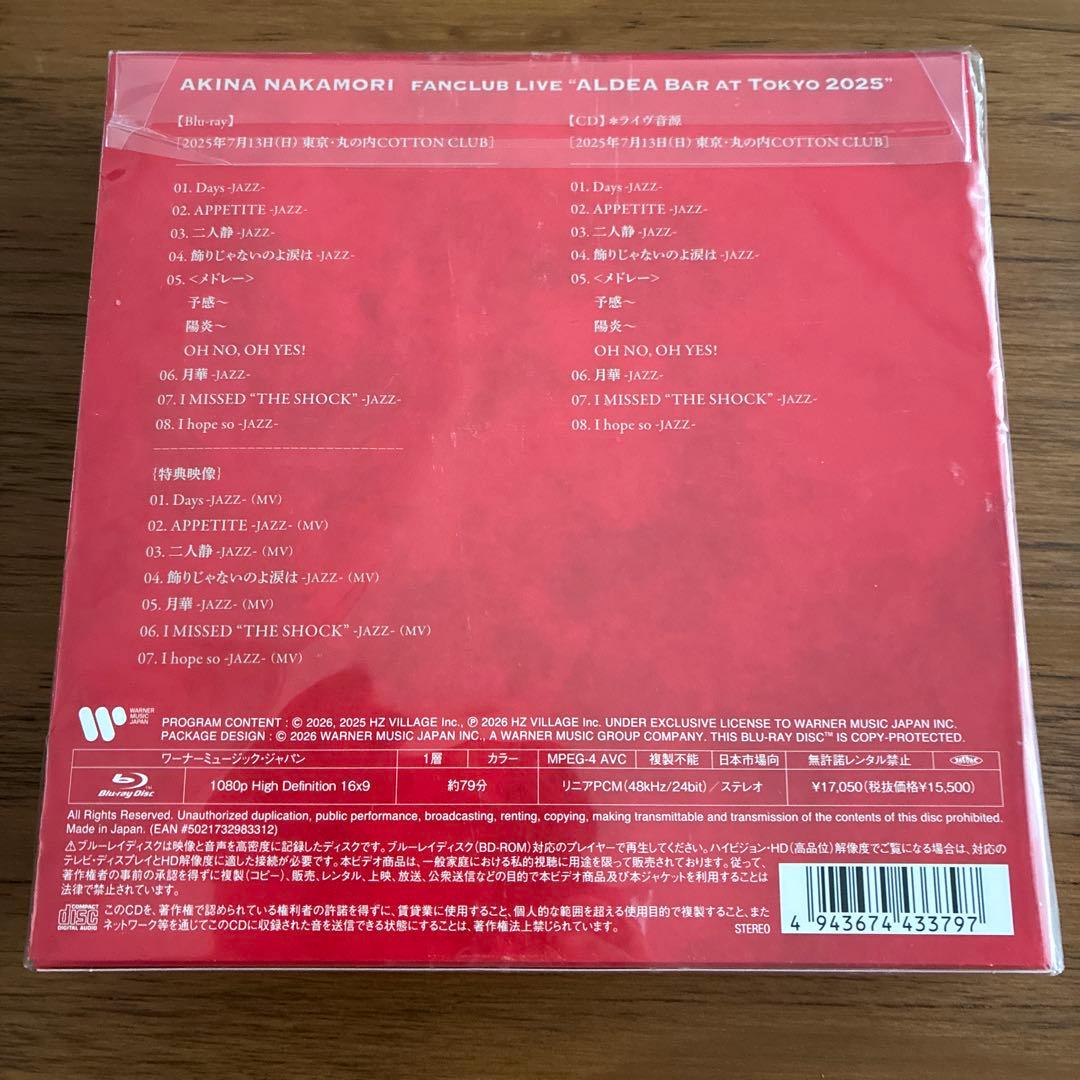 AKINA NAKAMORI FANCLUB LIVE “ALDEA BAR AT TOKYO 2025”
【Blu-ray】
[2025年7月13日(日) 東京・丸の内COTTON CLUB]
01. Days -JAZZ-
02. APPETITE -JAZZ-
03. 二人静 -JAZZ-
04. 飾りじゃないのよ涙は -JAZZ-
05. <メドレー>
予感〜
陽炎〜
OH NO, OH YES!
06. 月華 -JAZZ-
07. I MISSED “THE SHOCK” -JAZZ-
08. I hope so -JAZZ-
{特典映像}
01. Days -JAZZ- (MV)
02. APPETITE -JAZZ- (MV)
03. 二人静 -JAZZ- (MV)
04. 飾りじゃないのよ涙は -JAZZ- (MV)
05. 月華 -JAZZ- (MV)
06. I MISSED “THE SHOCK” -JAZZ- (MV)
07. I hope so -JAZZ- (MV)
【CD】*ライヴ音源
[2025年7月13日(日) 東京・丸の内COTTON CLUB]
01. Days -JAZZ-
02. APPETITE -JAZZ-
03. 二人静 -JAZZ-
04. 飾りじゃないのよ涙は -JAZZ-
05. <メドレー>
予感〜
陽炎〜
OH NO, OH YES!
06. 月華 -JAZZ-
07. I MISSED “THE SHOCK” -JAZZ-
08. I hope so -JAZZ-
WARNER
MUSIC
JAPAN
PROGRAM CONTENT : © 2026, 2025 HZ VILLAGE Inc., ℗ 2026 HZ VILLAGE Inc. UNDER EXCLUSIVE LICENSE TO WARNER MUSIC JAPAN INC.
PACKAGE DESIGN : © 2026 WARNER MUSIC JAPAN INC., A WARNER MUSIC GROUP COMPANY. THIS BLU-RAY DISC™ IS COPY-PROTECTED.
ワーナーミュージック・ジャパン 1層 カラー MPEG-4 AVC 複製不能 日本市場向 無許諾レンタル禁止
Blu-ray Disc™ 1080p High Definition 16x9 約79分 リニアPCM(48kHz/24bit)/ステレオ ¥17,050(税抜価格¥15,500)
All Rights Reserved. Unauthorized duplication, public performance, broadcasting, renting, copying, making transmittable and transmission of the contents of this disc prohibited.
Made in Japan. (EAN #5021732983312)
⚠ブルーレイディスクは映像と音声を高密度に記録したディスクです。ブルーレイディスク(BD-ROM)対応のプレイヤーで再生してください。ハイビジョン・HD(高品位)解像度でご覧になる場合は、対応の
テレビ・ディスプレイとHD解像度に適した接続が必要です。本ビデオ商品は、一般家庭における私的視聴に用途を限って販売されております。従って、
著作権者の事前の承認を得ずに複製(コピー)、販売、レンタル、上映、放送、公衆送信などの目的で本ビデオ商品及び本ジャケットを利用することは
法律で禁止されています。
COMPACT
disc
DIGITAL AUDIO
このCDを、著作権で認められている権利者の許諾を得ずに、賃貸業に使用すること、個人的な範囲を超える使用目的で複製すること、また
ネットワーク等を通じてこのCDに収録された音を送信できる状態にすることは、著作権法上禁じられています。
STEREO
4 943674 433797